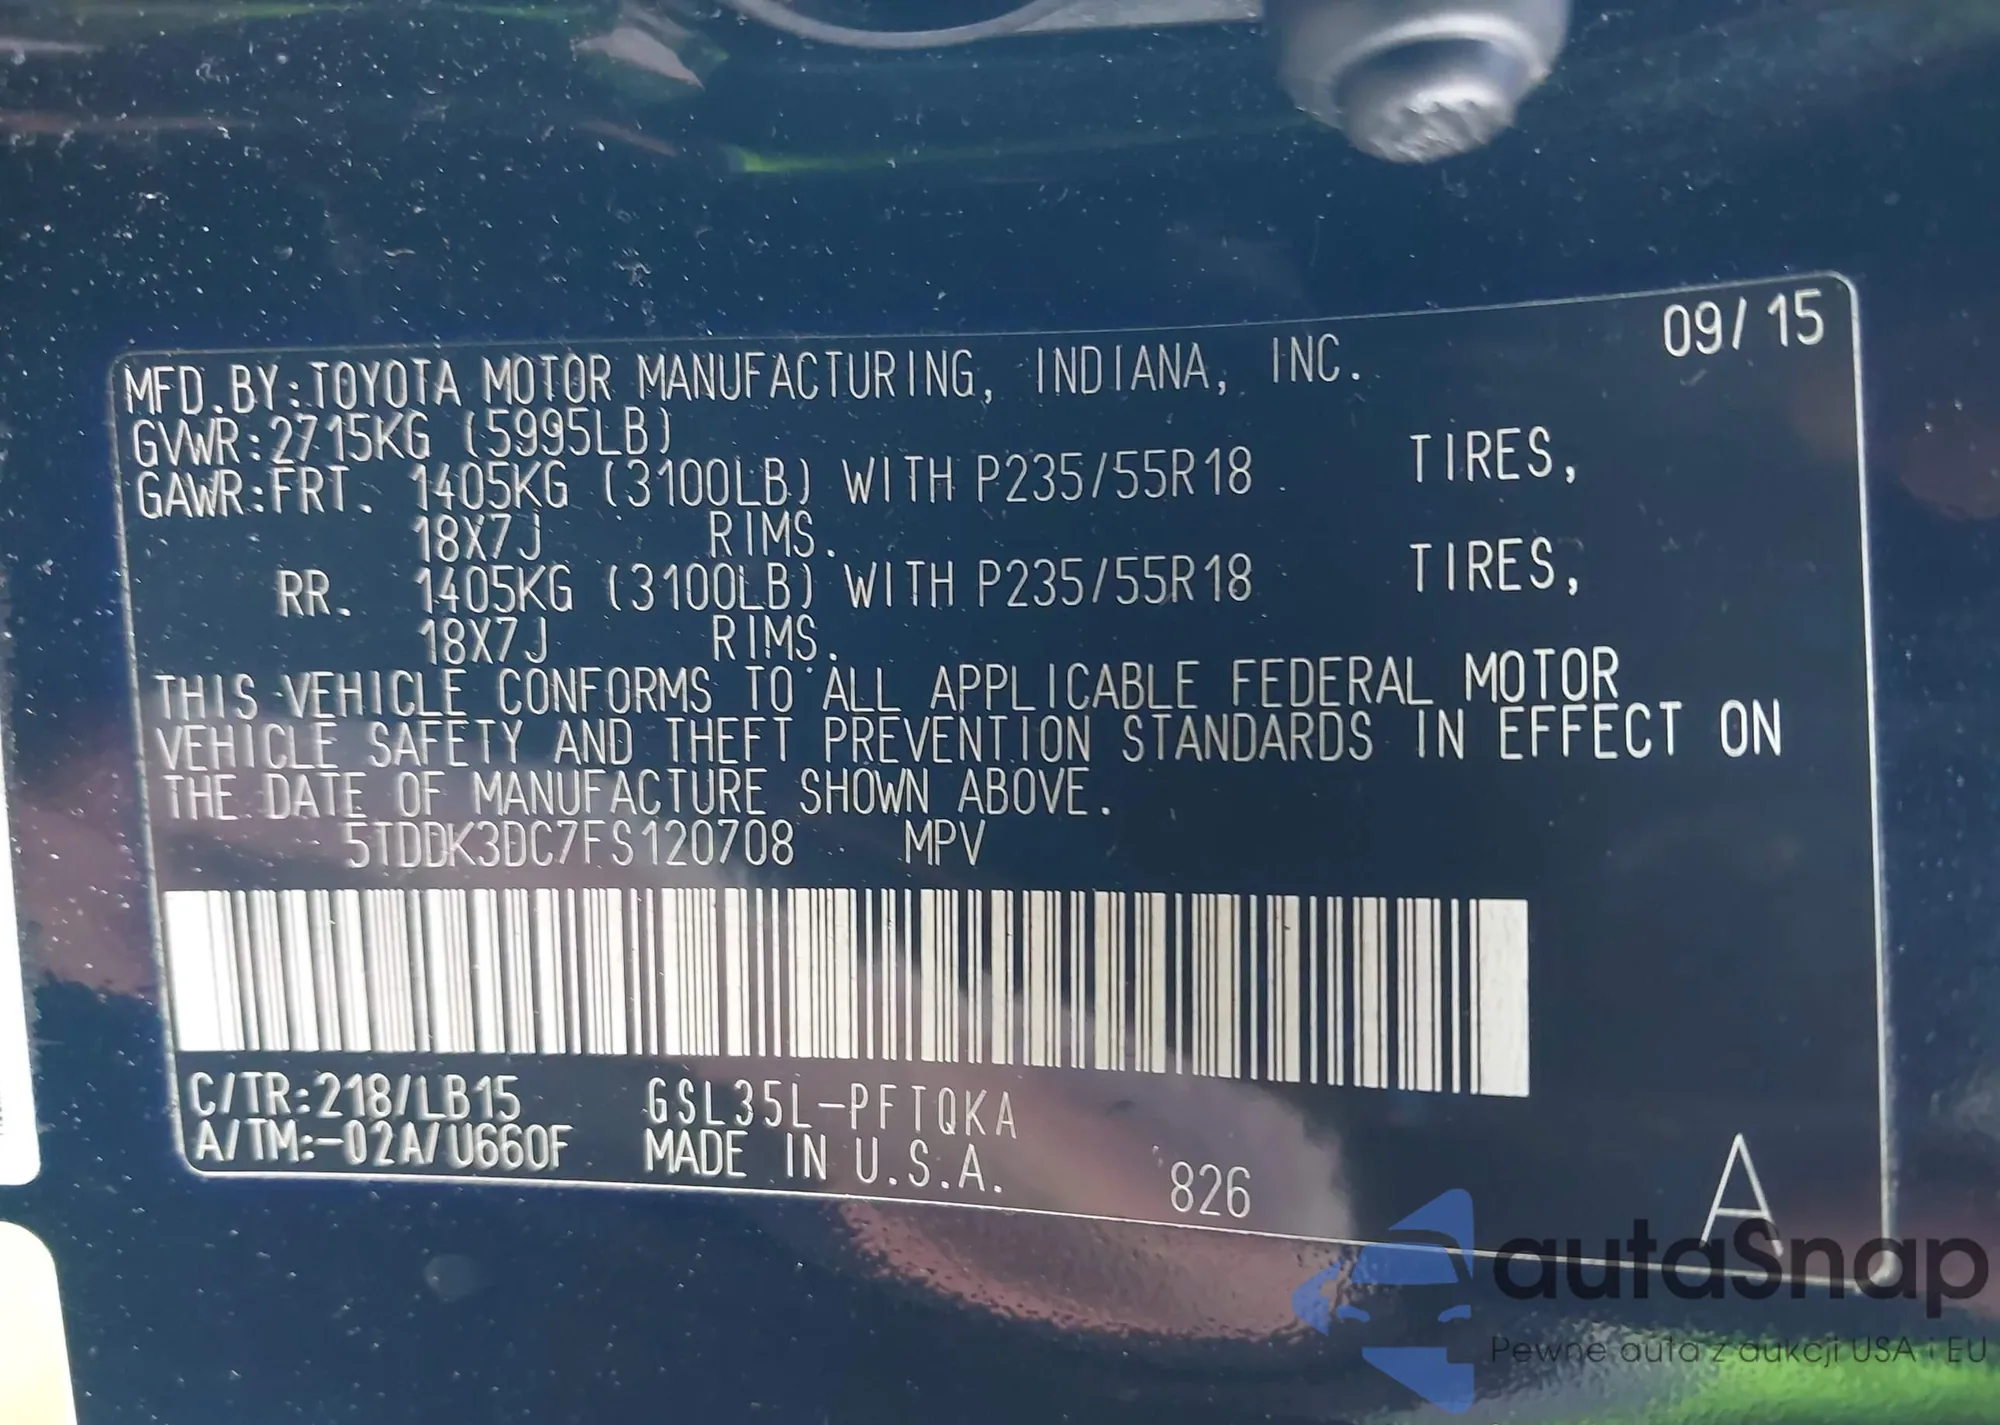 09/15
MFD.BY:TOYOTA MOTOR MANUFACTURING, INDIANA, INC.
GVWR:2715KG (5995LB)
GAWR:FRT. 1405KG (3100LB) WITH P235/55R18 TIRES,
18X7J RIMS.
RR. 1405KG (3100LB) WITH P235/55R18 TIRES,
18X7J RIMS.
THIS VEHICLE CONFORMS TO ALL APPLICABLE FEDERAL MOTOR
VEHICLE SAFETY AND THEFT PREVENTION STANDARDS IN EFFECT ON
THE DATE OF MANUFACTURE SHOWN ABOVE.
5TDDK3DC7FS120708 MPV
C/TR:218/LB15 GSL35L-PFTQKA
A/TM:-02A/U660F MADE IN U.S.A. 826
A
autaSnap
Pewne auta z aukcji USA i EU